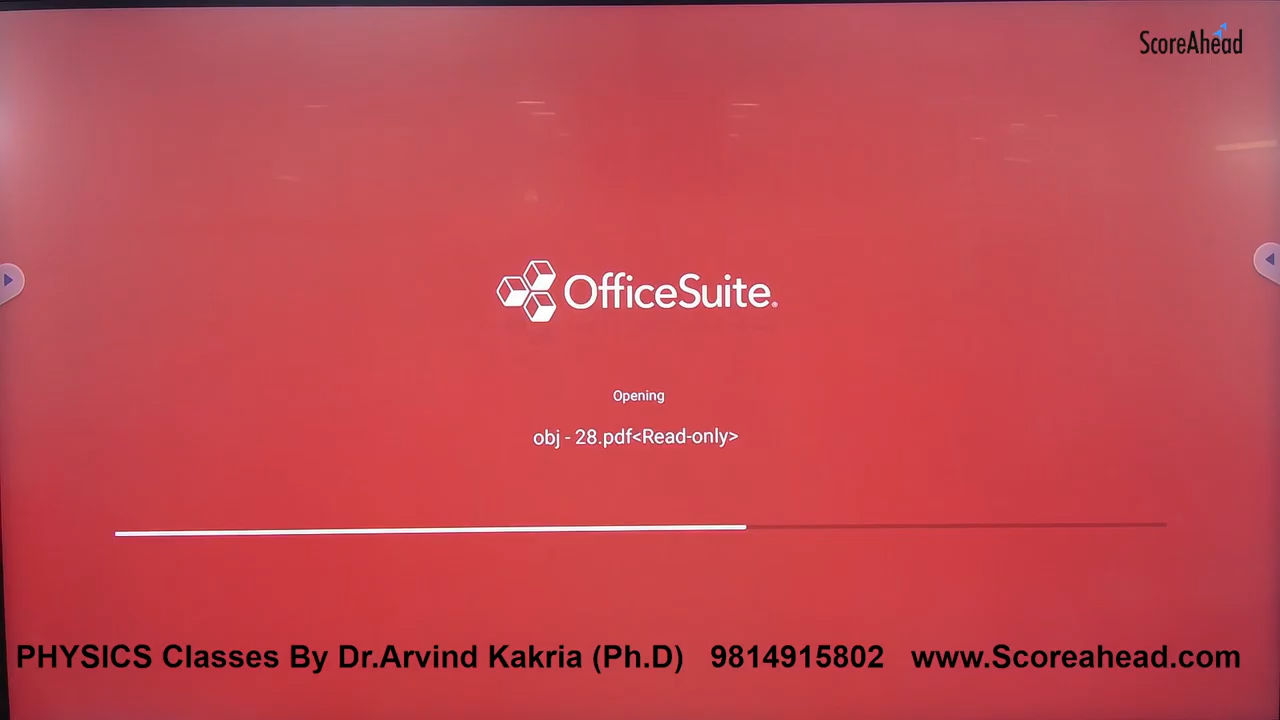 ScoreAhead
OfficeSuite®
Opening
obj - 28.pdf<Read-only>
PHYSICS Classes By Dr.Arvind Kakria (Ph.D) 9814915802 www.Scoreahead.com